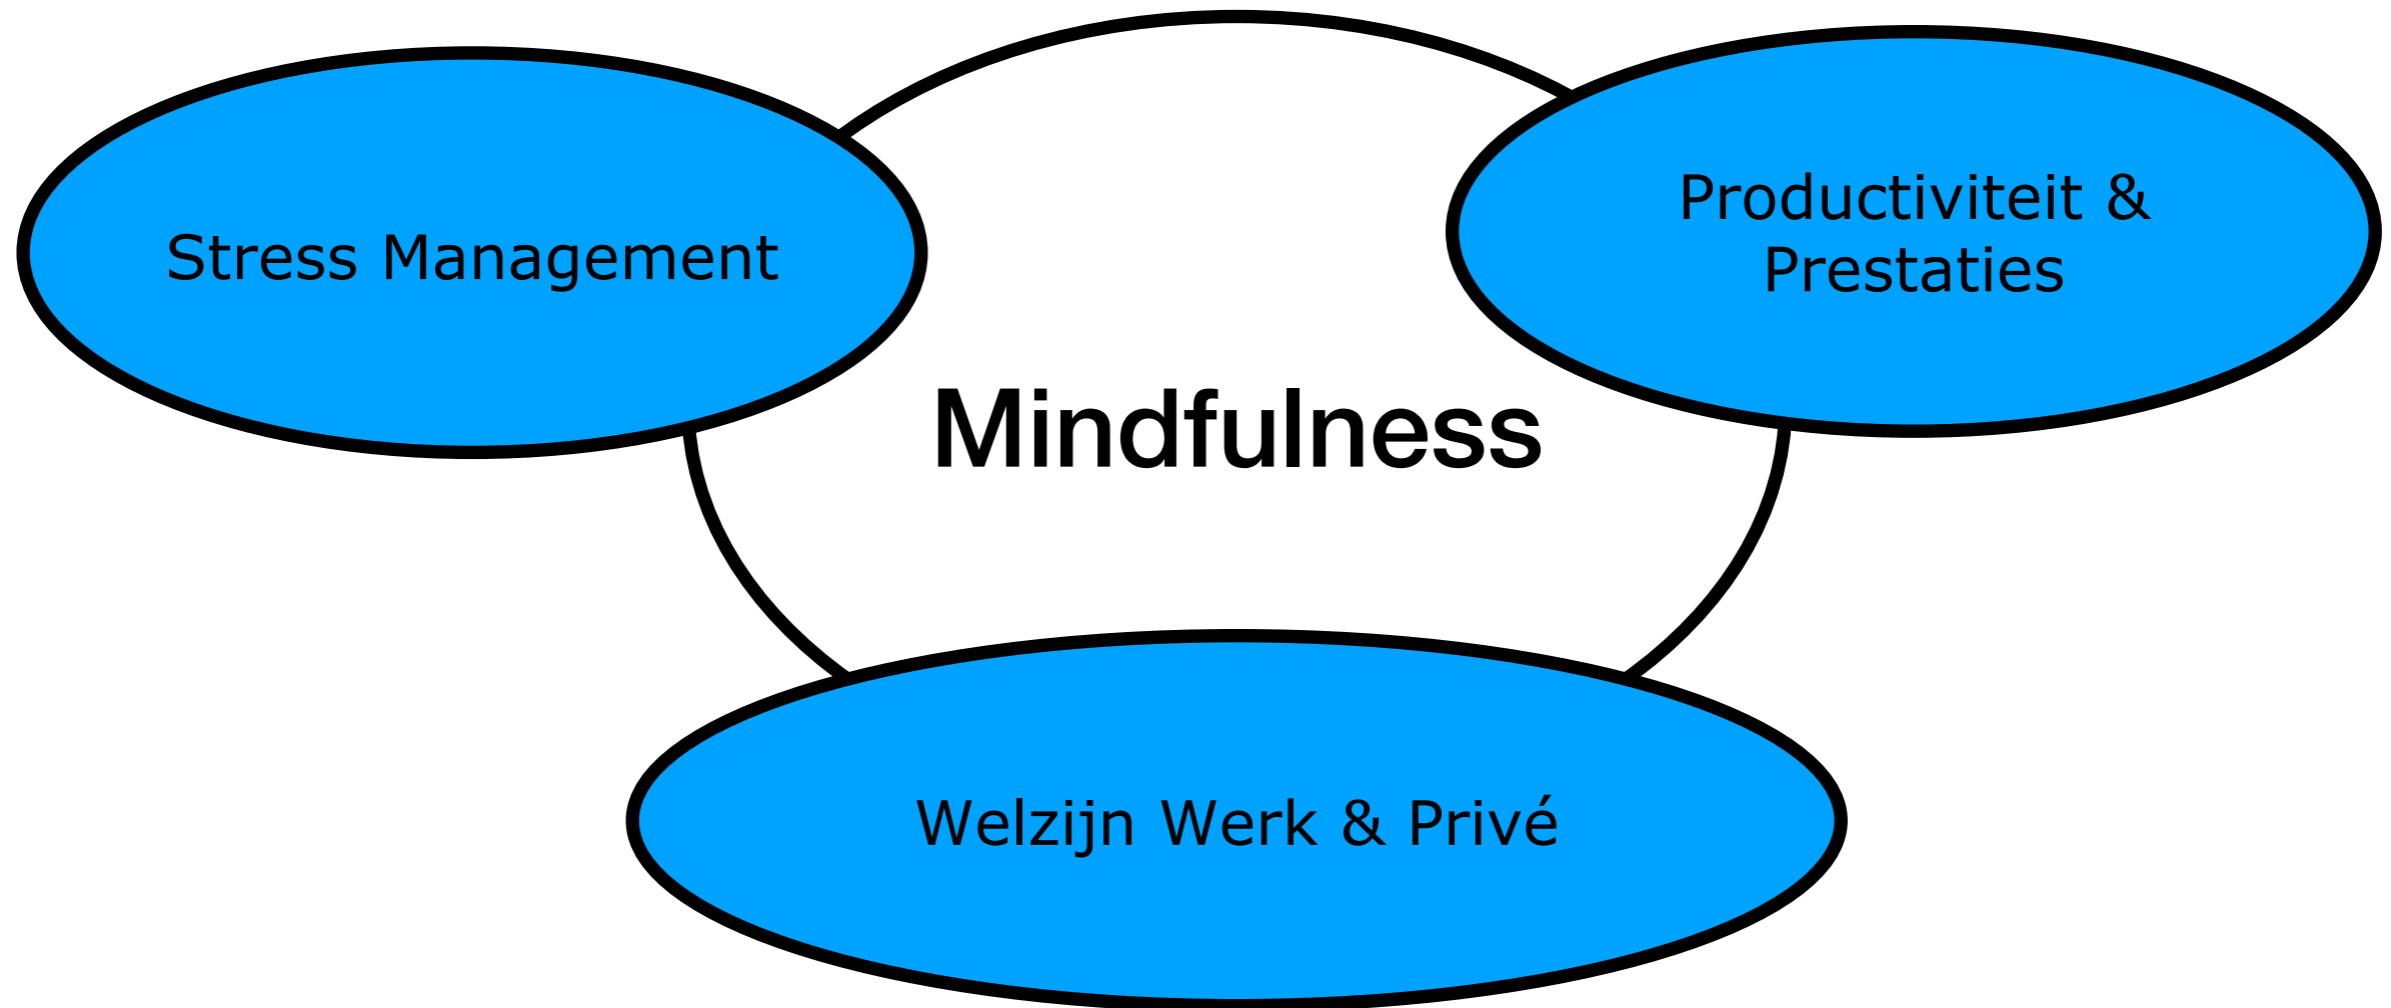 Stress Management
Productiviteit &
Prestaties
Mindfulness
Welzijn Werk & Privé